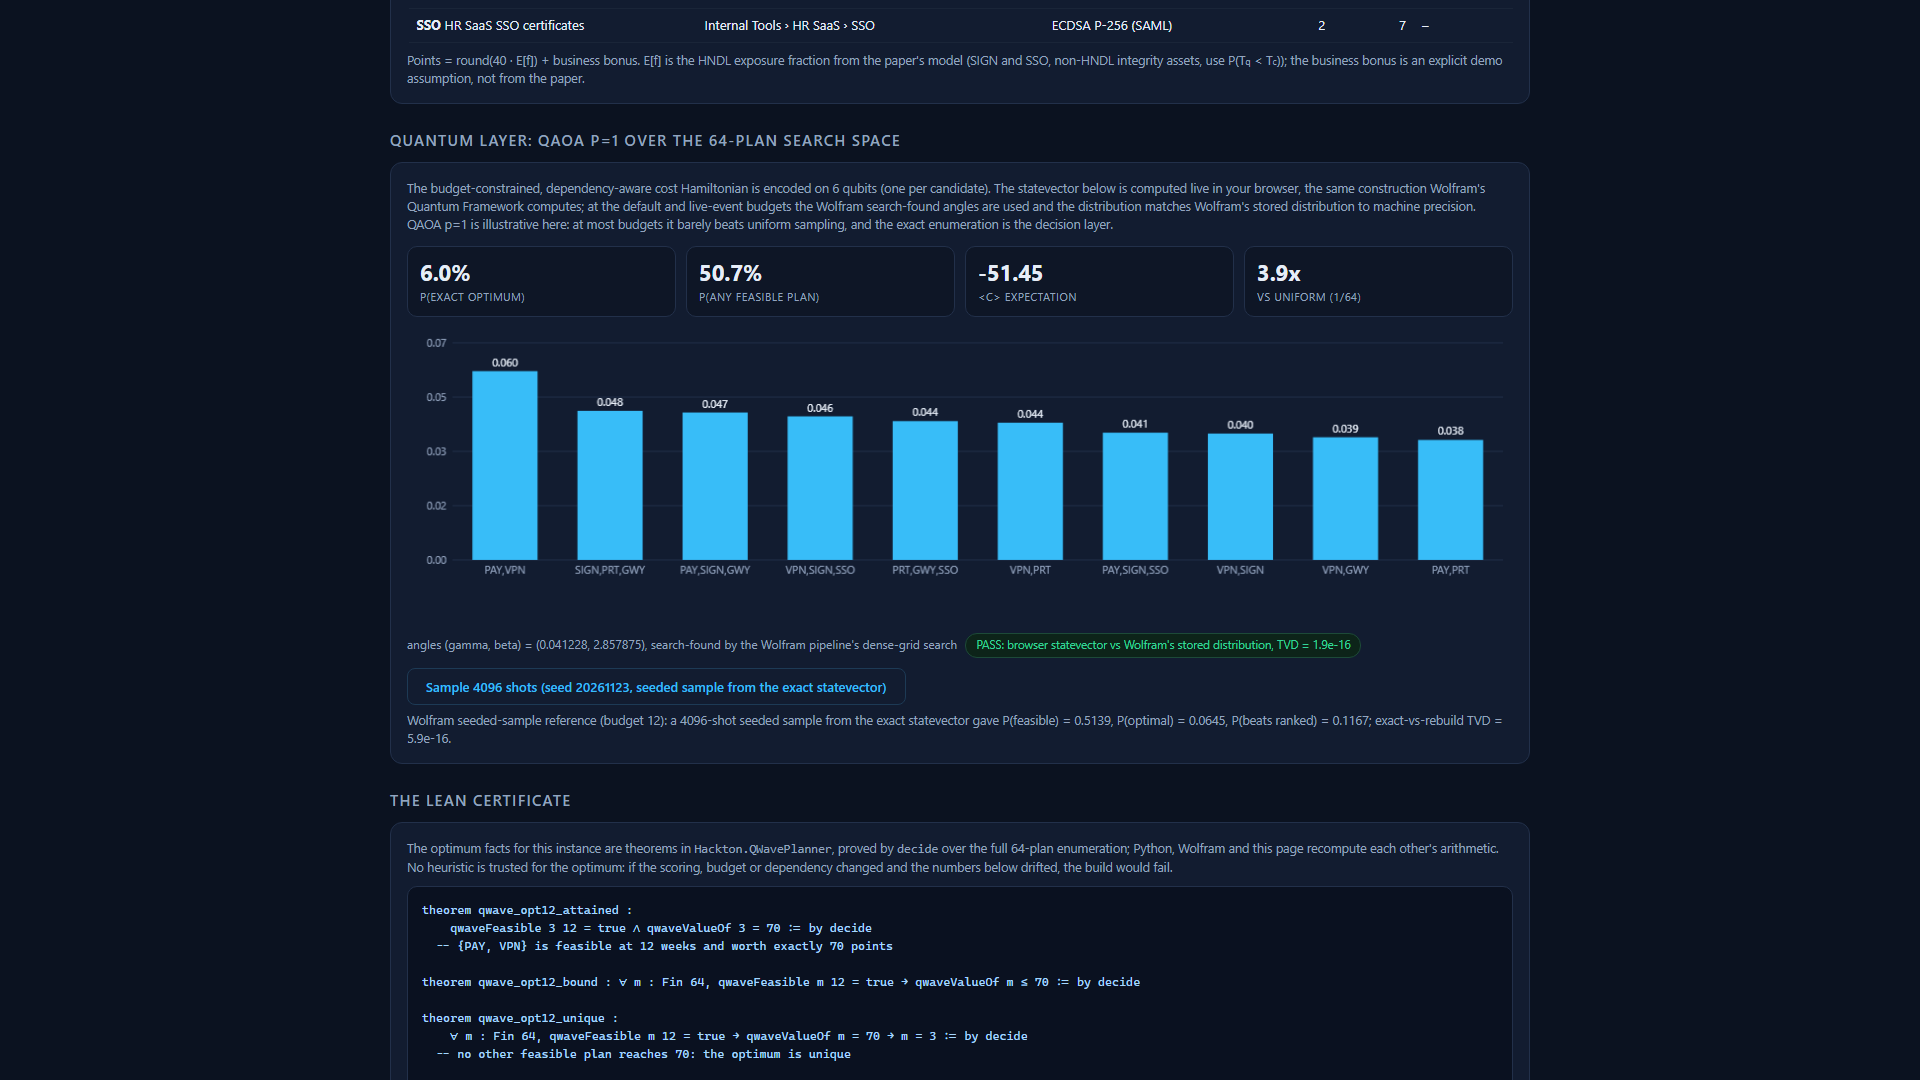 SSO HR SaaS SSO certificates Internal Tools › HR SaaS › SSO ECDSA P-256 (SAML) 2 7 –
Points = round(40 · E[f]) + business bonus. E[f] is the HNDL exposure fraction from the paper's model (SIGN and SSO, non-HNDL integrity assets, use P(Tq < Tc)); the business bonus is an explicit demo
assumption, not from the paper.
QUANTUM LAYER: QAOA P=1 OVER THE 64-PLAN SEARCH SPACE
The budget-constrained, dependency-aware cost Hamiltonian is encoded on 6 qubits (one per candidate). The statevector below is computed live in your browser, the same construction Wolfram's
Quantum Framework computes; at the default and live-event budgets the Wolfram search-found angles are used and the distribution matches Wolfram's stored distribution to machine precision.
QAOA p=1 is illustrative here: at most budgets it barely beats uniform sampling, and the exact enumeration is the decision layer.
6.0% 50.7% -51.45 3.9x
P(EXACT OPTIMUM) P(ANY FEASIBLE PLAN) <C> EXPECTATION VS UNIFORM (1/64)
0.07
0.05
0.03
0.02
0.00
0.060 0.048 0.047 0.046 0.044 0.044 0.041 0.040 0.039 0.038
PAY,VPN SIGN,PRT,GWY PAY,SIGN,GWY VPN,SIGN,SSO PRT,GWY,SSO VPN,PRT PAY,SIGN,SSO VPN,SIGN VPN,GWY PAY,PRT
angles (gamma, beta) = (0.041228, 2.857875), search-found by the Wolfram pipeline's dense-grid search PASS: browser statevector vs Wolfram's stored distribution, TVD = 1.9e-16
Sample 4096 shots (seed 20261123, seeded sample from the exact statevector)
Wolfram seeded-sample reference (budget 12): a 4096-shot seeded sample from the exact statevector gave P(feasible) = 0.5139, P(optimal) = 0.0645, P(beats ranked) = 0.1167; exact-vs-rebuild TVD =
5.9e-16.
THE LEAN CERTIFICATE
The optimum facts for this instance are theorems in Hackton.QWavePlanner, proved by decide over the full 64-plan enumeration; Python, Wolfram and this page recompute each other's arithmetic.
No heuristic is trusted for the optimum: if the scoring, budget or dependency changed and the numbers below drifted, the build would fail.
theorem qwave_opt12_attained :
qwaveFeasible 3 12 = true ∧ qwaveValueOf 3 = 70 := by decide
-- {PAY, VPN} is feasible at 12 weeks and worth exactly 70 points
theorem qwave_opt12_bound : ∀ m : Fin 64, qwaveFeasible m 12 = true → qwaveValueOf m ≤ 70 := by decide
theorem qwave_opt12_unique :
∀ m : Fin 64, qwaveFeasible m 12 = true → qwaveValueOf m = 70 → m = 3 := by decide
-- no other feasible plan reaches 70: the optimum is unique